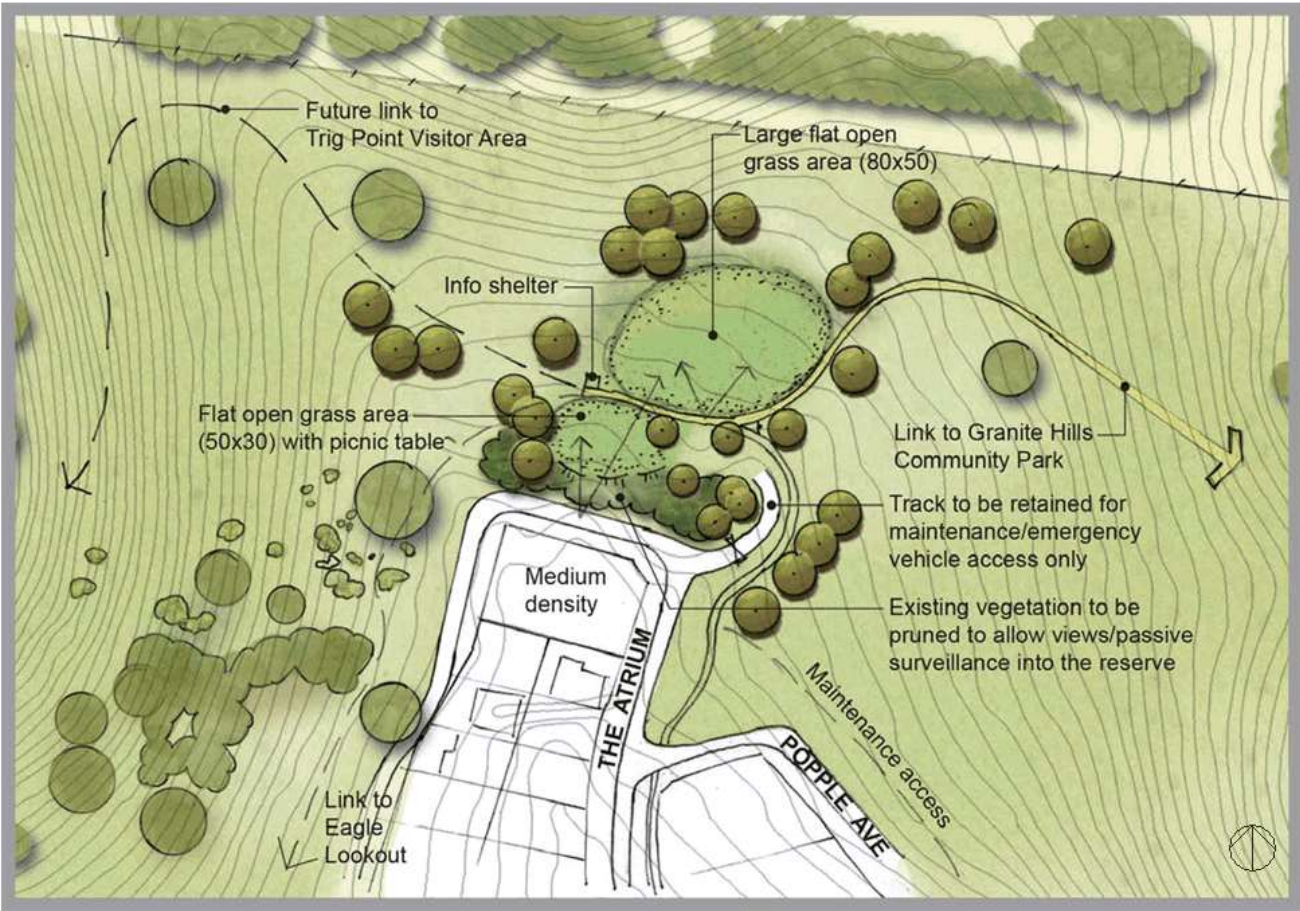 Future link to
Trig Point Visitor Area
Large flat open
grass area (80x50)
Info shelter
Flat open grass area
(50x30) with picnic table
Link to Granite Hills
Community Park
Track to be retained for
maintenance/emergency
vehicle access only
Medium
density
Existing vegetation to be
pruned to allow views/passive
surveillance into the reserve
THE ATRIUM
Maintenance access
POPPLE AVE
Link to
Eagle
Lookout